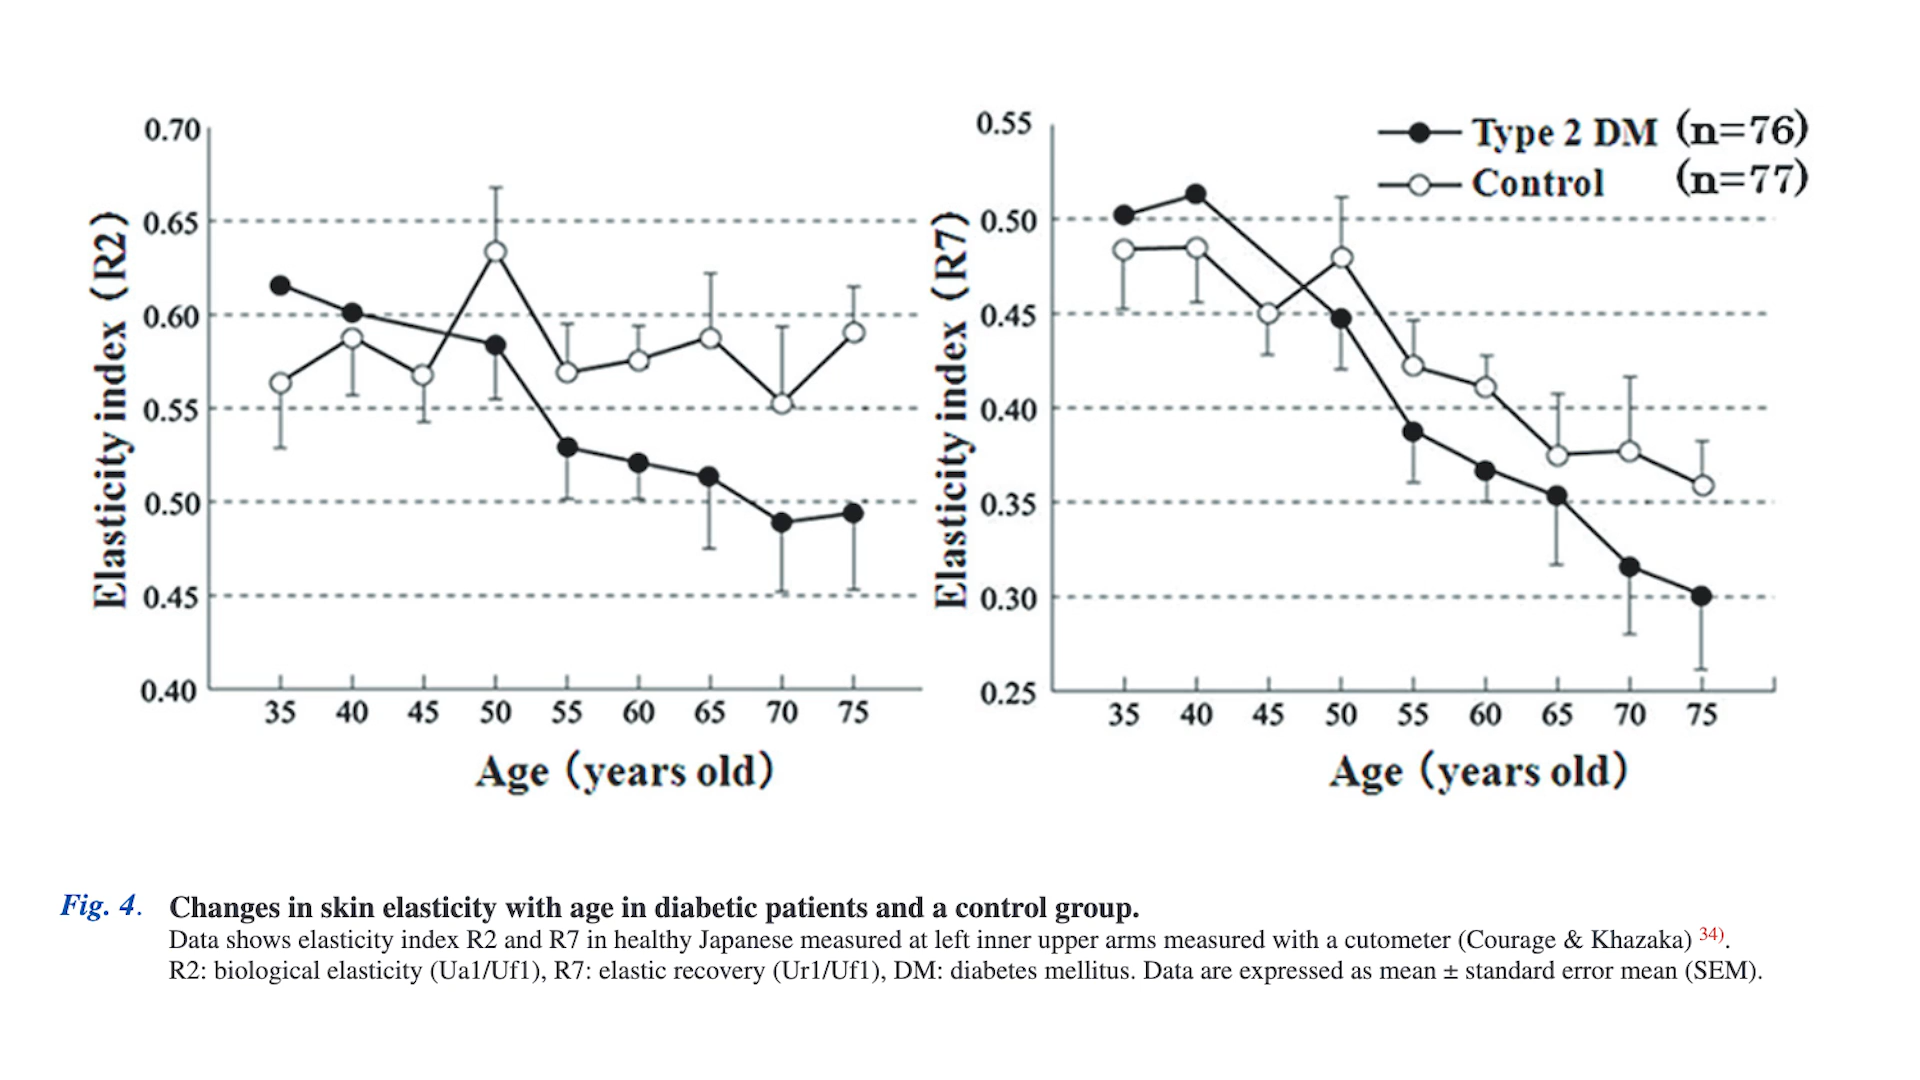 0.70
0.65
0.60
0.55
0.50
0.45
0.40
Elasticity index (R2)
35 40 45 50 55 60 65 70 75
Age (years old)
0.55
0.50
0.45
0.40
0.35
0.30
0.25
Elasticity index (R7)
35 40 45 50 55 60 65 70 75
Age (years old)
Type 2 DM (n=76)
Control (n=77)
Fig. 4. Changes in skin elasticity with age in diabetic patients and a control group.
Data shows elasticity index R2 and R7 in healthy Japanese measured at left inner upper arms measured with a cutometer (Courage & Khazaka) 34).
R2: biological elasticity (Ua1/Uf1), R7: elastic recovery (Ur1/Uf1), DM: diabetes mellitus. Data are expressed as mean ± standard error mean (SEM).